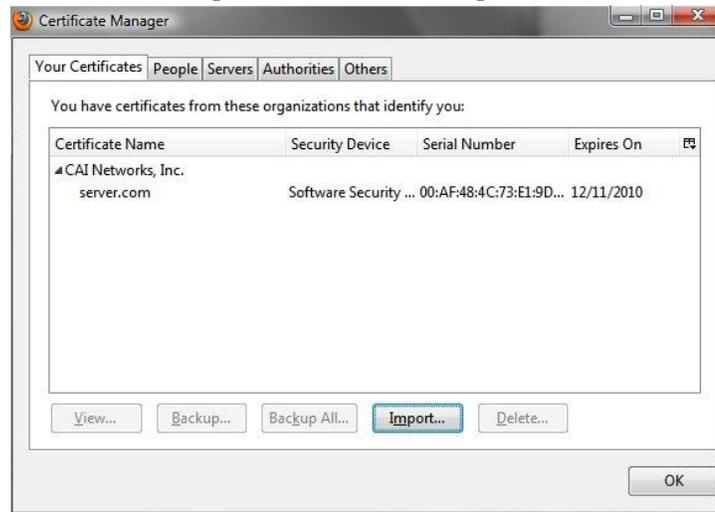 Certificate Manager
Your Certificates People Servers Authorities Others
You have certificates from these organizations that identify you:
Certificate Name Security Device Serial Number Expires On
CAI Networks, Inc.
server.com Software Security ... 00:AF:48:4C:73:E1:9D... 12/11/2010
View... Backup... Backup All... Import... Delete...
OK